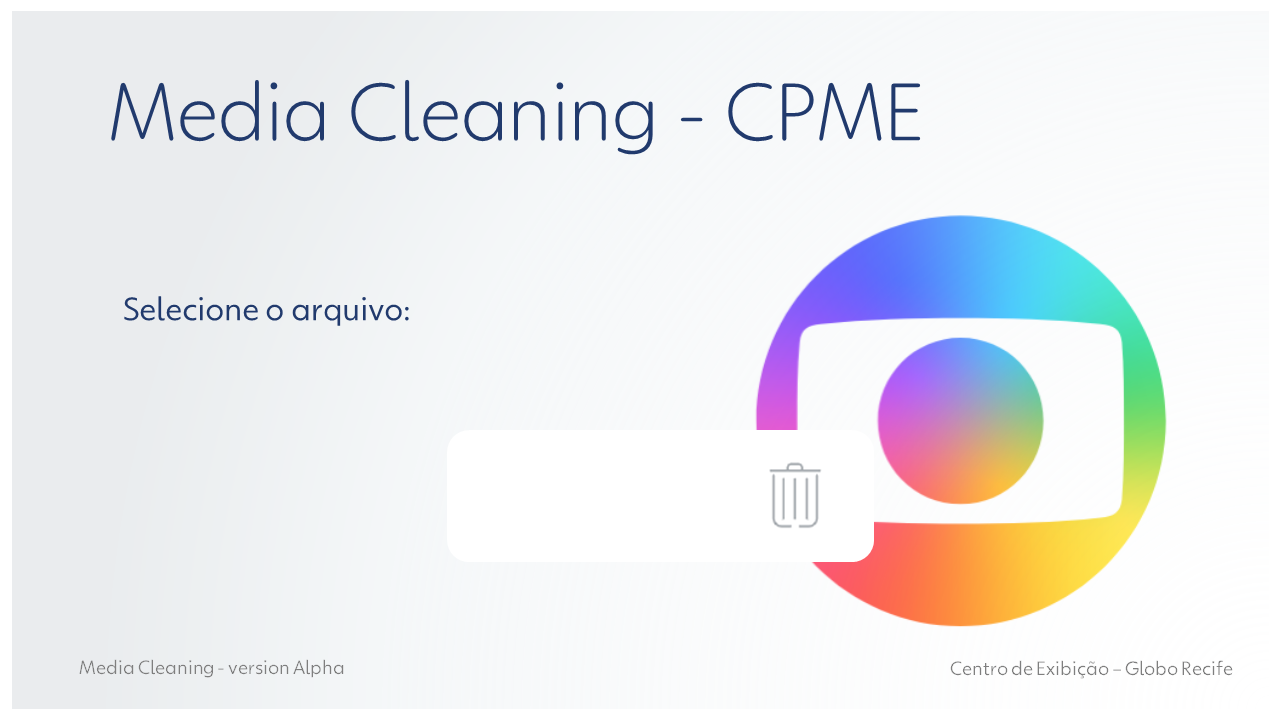 Media Cleaning - CPME
Selecione o arquivo:
Media Cleaning - version Alpha
Centro de Exibição – Globo Recife